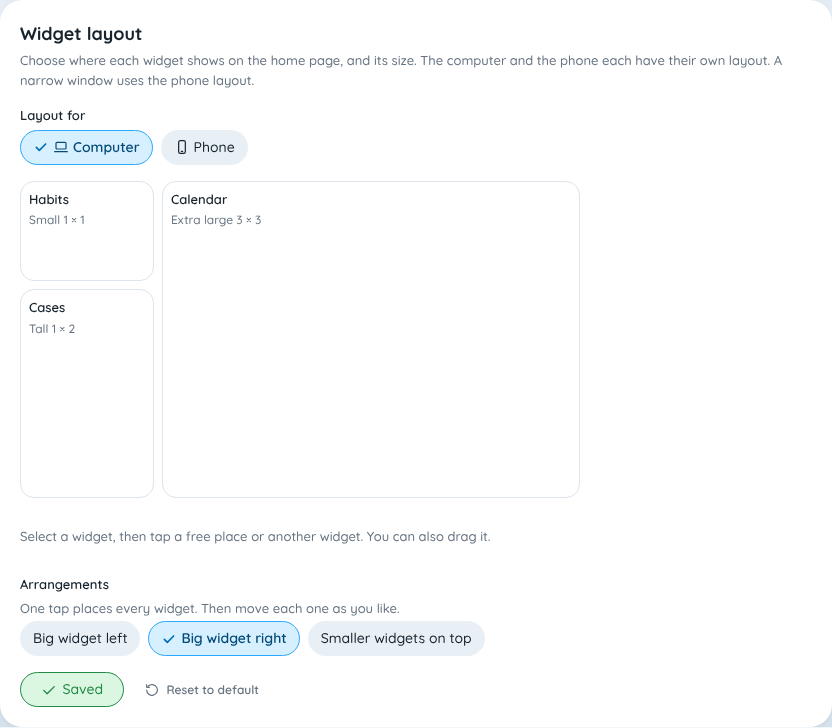 Widget layout
Choose where each widget shows on the home page, and its size. The computer and the phone each have their own layout. A
narrow window uses the phone layout.
Layout for
Computer
Phone
Habits
Small 1 × 1
Calendar
Extra large 3 × 3
Cases
Tall 1 × 2
Select a widget, then tap a free place or another widget. You can also drag it.
Arrangements
One tap places every widget. Then move each one as you like.
Big widget left
Big widget right
Smaller widgets on top
Saved
Reset to default